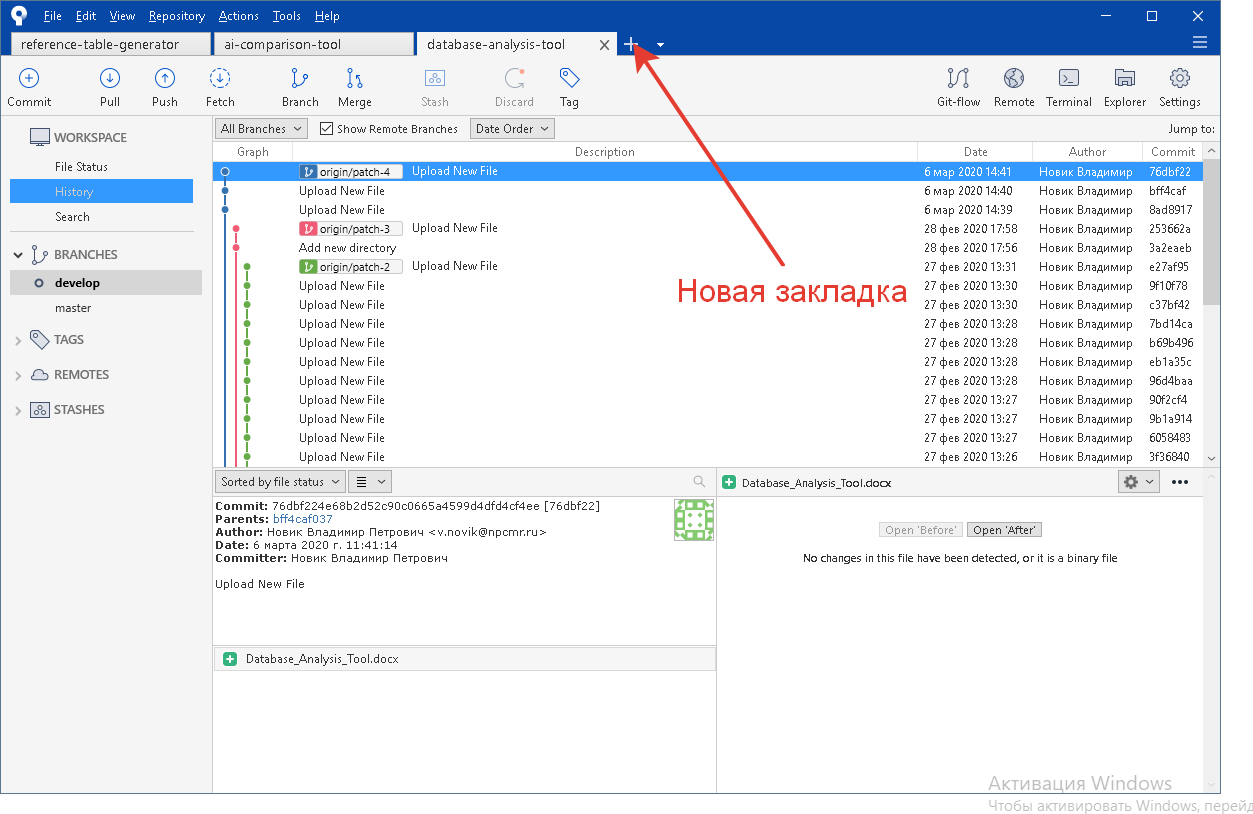 File Edit View Repository Actions Tools Help
reference-table-generator ai-comparison-tool database-analysis-tool
Commit Pull Push Fetch Branch Merge Stash Discard Tag Git-flow Remote Terminal Explorer Settings
WORKSPACE
File Status
History
Search
BRANCHES
develop
master
TAGS
REMOTES
STASHES
All Branches Show Remote Branches Date Order Jump to:
Graph Description Date Author Commit
origin/patch-4 Upload New File 6 мар 2020 14:41 Новик Владимир 76dbf22
Upload New File 6 мар 2020 14:40 Новик Владимир bff4caf
Upload New File 6 мар 2020 14:39 Новик Владимир 8ad8917
origin/patch-3 Upload New File 28 фев 2020 17:58 Новик Владимир 253662a
Add new directory 28 фев 2020 17:56 Новик Владимир 3a2eaeb
origin/patch-2 Upload New File 27 фев 2020 13:31 Новик Владимир e27af95
Upload New File 27 фев 2020 13:30 Новик Владимир 9f10f78
Upload New File 27 фев 2020 13:30 Новик Владимир c37bf42
Upload New File 27 фев 2020 13:28 Новик Владимир 7bd14ca
Upload New File 27 фев 2020 13:28 Новик Владимир b69b496
Upload New File 27 фев 2020 13:28 Новик Владимир eb1a35c
Upload New File 27 фев 2020 13:28 Новик Владимир 96d4baa
Upload New File 27 фев 2020 13:27 Новик Владимир 90f2cf4
Upload New File 27 фев 2020 13:27 Новик Владимир 9b1a914
Upload New File 27 фев 2020 13:27 Новик Владимир 6058483
Upload New File 27 фев 2020 13:26 Новик Владимир 3f36840
Новая закладка
Sorted by file status
Commit: 76dbf224e68b2d52c90c0665a4599d4dfd4cf4ee [76dbf22]
Parents: bff4caf037
Author: Новик Владимир Петрович <v.novik@npcmr.ru>
Date: 6 марта 2020 г. 11:41:14
Committer: Новик Владимир Петрович
Upload New File
Database_Analysis_Tool.docx
Database_Analysis_Tool.docx
Open 'Before' Open 'After'
No changes in this file have been detected, or it is a binary file
Активация Windows
Чтобы активировать Windows, перейд